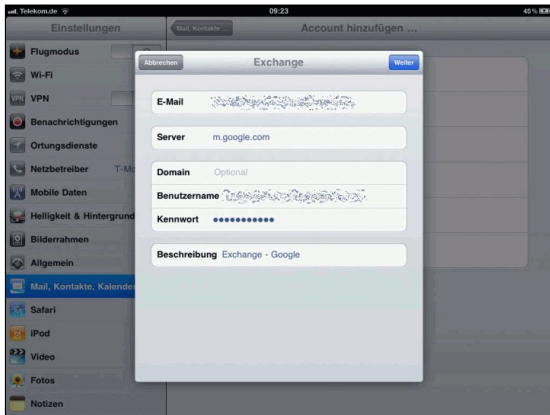 Telekom.de 09:23 45%
Einstellungen
Mail, Kontakte ... Account hinzufügen ...
Flugmodus
Wi-Fi
VPN VPN
Benachrichtigungen
Ortungsdienste
Netzbetreiber T-Mo
Mobile Daten
Helligkeit & Hintergrund
Bilderrahmen
Allgemein
Mail, Kontakte, Kalender
Safari
iPod
Video
Fotos
Notizen
Abbrechen Exchange Weiter
E-Mail
Server m.google.com
Domain Optional
Benutzername
Kennwort ●●●●●●●●●●●
Beschreibung Exchange - Google